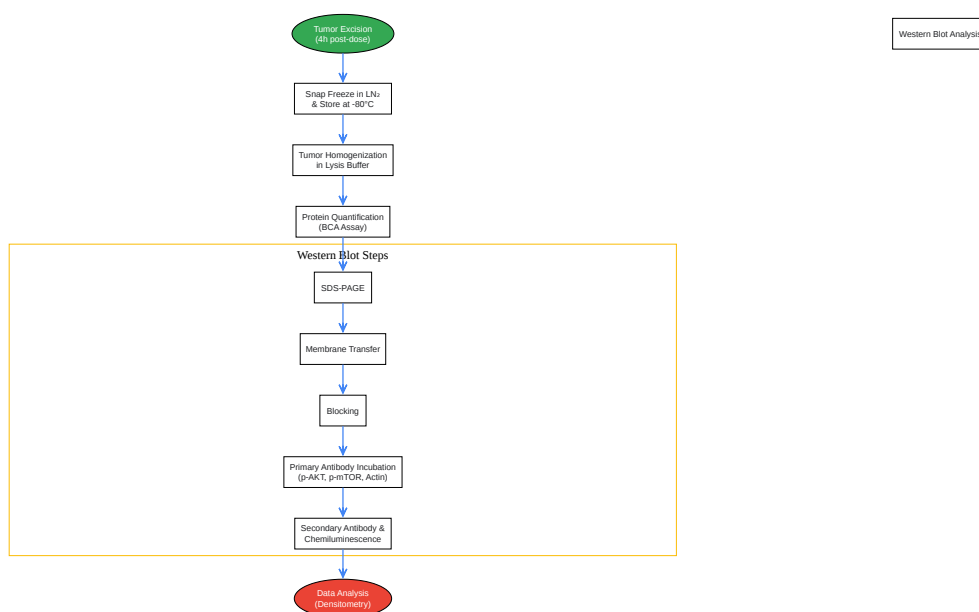 Tumor Excision
(4h post-dose)
Western Blot Analysis
Snap Freeze in LN₂
& Store at -80°C
Tumor Homogenization
in Lysis Buffer
Protein Quantification
(BCA Assay)
Western Blot Steps
SDS-PAGE
Membrane Transfer
Blocking
Primary Antibody Incubation
(p-AKT, p-mTOR, Actin)
Secondary Antibody &
Chemiluminescence
Data Analysis
(Densitometry)